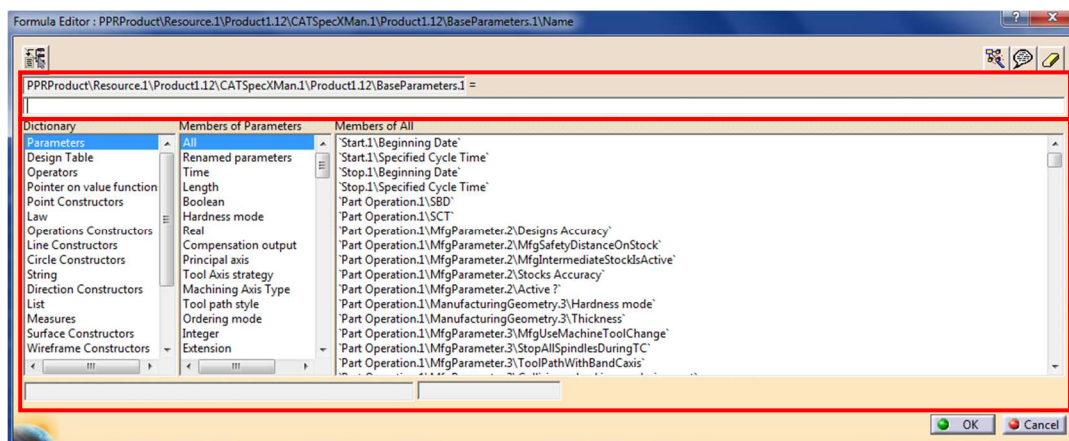 Formula Editor : PPRProduct\Resource.1\Product1.12\CATSpecXMan.1\Product1.12\BaseParameters.1\Name
PPRProduct\Resource.1\Product1.12\CATSpecXMan.1\Product1.12\BaseParameters.1 =
Dictionary Members of Parameters Members of All
Parameters All `Start.1\Beginning Date`
Design Table Renamed parameters `Start.1\Specified Cycle Time`
Operators Time `Stop.1\Beginning Date`
Pointer on value function Length `Stop.1\Specified Cycle Time`
Point Constructors Boolean `Part Operation.1\SBD`
Law Hardness mode `Part Operation.1\SCT`
Operations Constructors Real `Part Operation.1\MfgParameter.2\Designs Accuracy`
Line Constructors Compensation output `Part Operation.1\MfgParameter.2\MfgSafetyDistanceOnStock`
Circle Constructors Principal axis `Part Operation.1\MfgParameter.2\MfgIntermediateStockIsActive`
String Tool Axis strategy `Part Operation.1\MfgParameter.2\Stocks Accuracy`
Direction Constructors Machining Axis Type `Part Operation.1\MfgParameter.2\Active ?`
List Tool path style `Part Operation.1\ManufacturingGeometry.3\Hardness mode`
Measures Ordering mode `Part Operation.1\ManufacturingGeometry.3\Thickness`
Surface Constructors Integer `Part Operation.1\MfgParameter.3\MfgUseMachineToolChange`
Wireframe Constructors Extension `Part Operation.1\MfgParameter.3\StopAllSpindlesDuringTC`
`Part Operation.1\MfgParameter.3\ToolPathWithBandCaxis`
OK Cancel